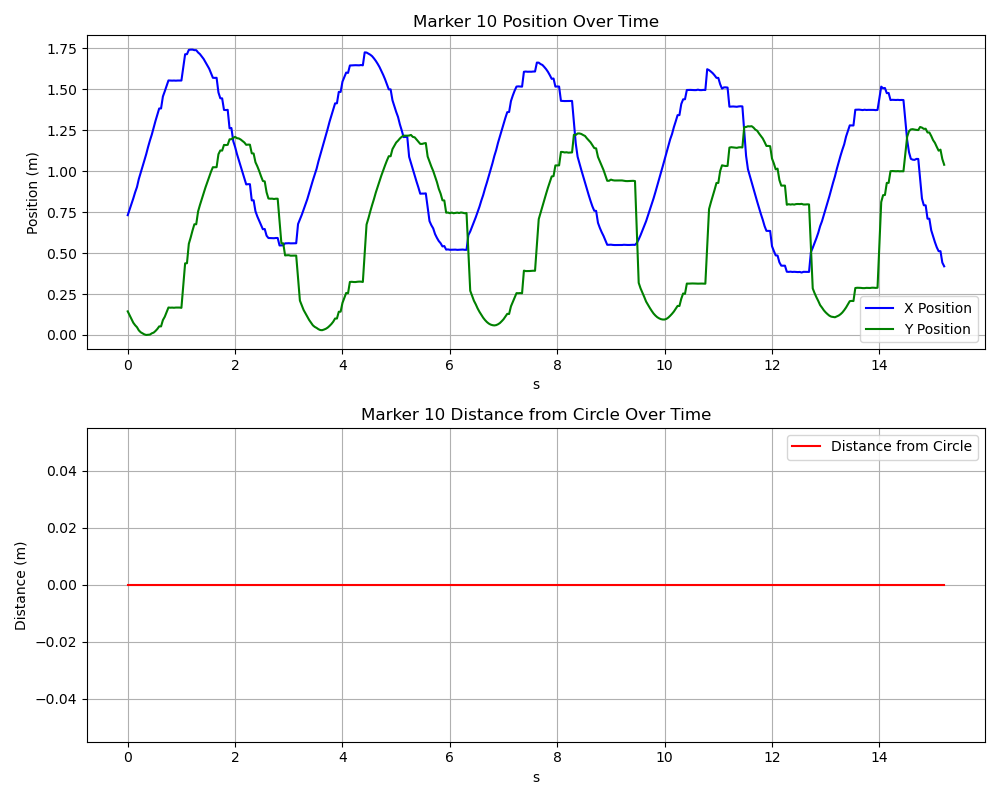 Marker 10 Position Over Time
Position (m)
1.75
1.50
1.25
1.00
0.75
0.50
0.25
0.00
X Position
Y Position
0 2 4 6 8 10 12 14
s
Marker 10 Distance from Circle Over Time
Distance (m)
0.04
0.02
0.00
−0.02
−0.04
Distance from Circle
0 2 4 6 8 10 12 14
s